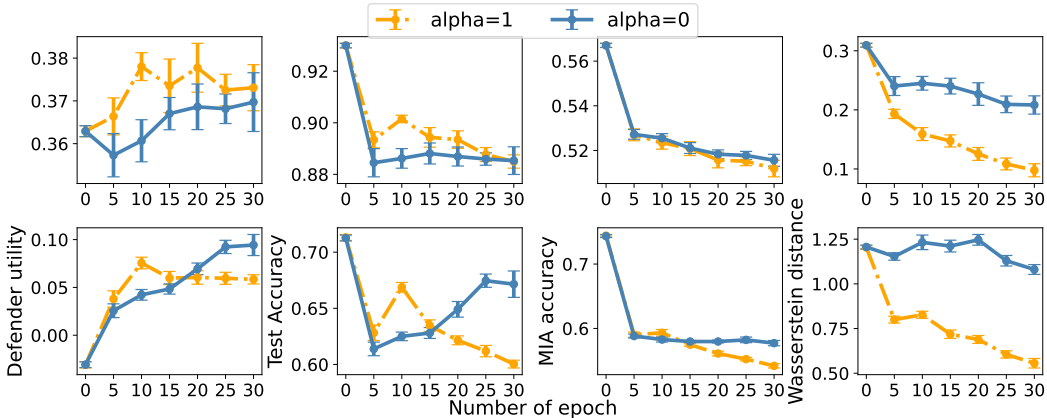 alpha=1 alpha=0
0.38
0.37
0.36
0 5 10 15 20 25 30
0.92
0.90
0.88
0 5 10 15 20 25 30
0.56
0.54
0.52
0 5 10 15 20 25 30
0.3
0.2
0.1
0 5 10 15 20 25 30
Defender utility
0.10
0.05
0.00
0 5 10 15 20 25 30
Test Accuracy
0.70
0.65
0.60
0 5 10 15 20 25 30
MIA accuracy
0.7
0.6
0 5 10 15 20 25 30
Wasserstein distance
1.25
1.00
0.75
0.50
0 5 10 15 20 25 30
Number of epoch